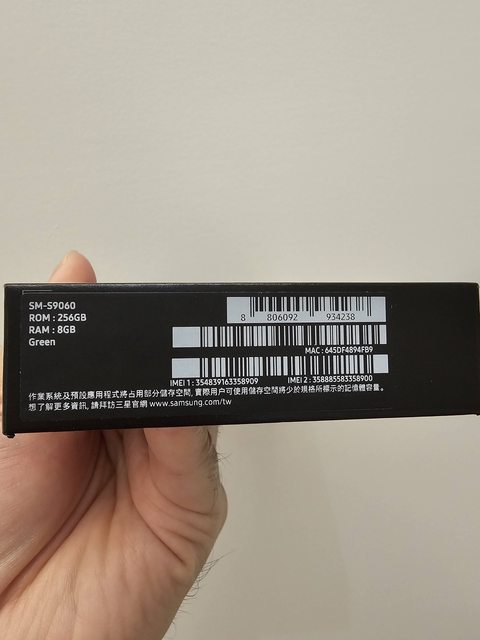 SM-S9060
ROM : 256GB
RAM : 8GB
Green
8 806092 934238
MAC : 645DF4894FB9
IMEI 1 : 354839163358909
IMEI 2 : 358885583358900
作業系統及預設應用程式將占用部分儲存空間, 實際用户可使用儲存空間將少於規格所標示的記憶體容量。
想了解更多資訊, 請拜訪三星官網 www.samsung.com/tw